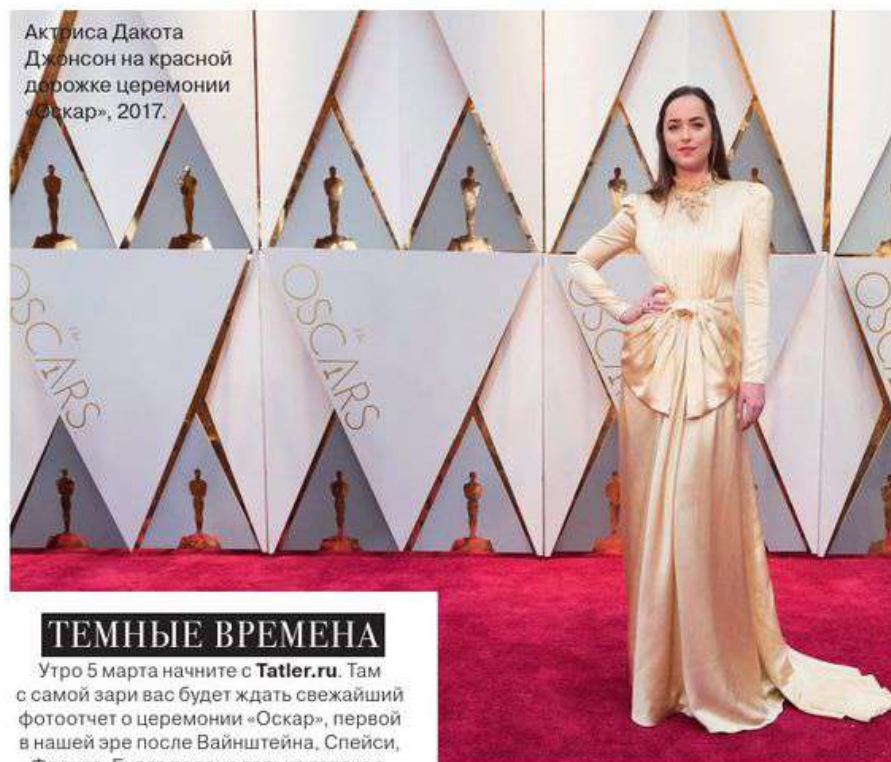 Актриса Дакота
Джонсон на красной
дорожке церемонии
«Оскар», 2017.
OSCARS
OSCARS
ТЕМНЫЕ ВРЕМЕНА
Утро 5 марта начните с Tatler.ru. Там
с самой зари вас будет ждать свежайший
фотоотчет о церемонии «Оскар», первой
в нашей эре после Вайнштейна, Спейси,